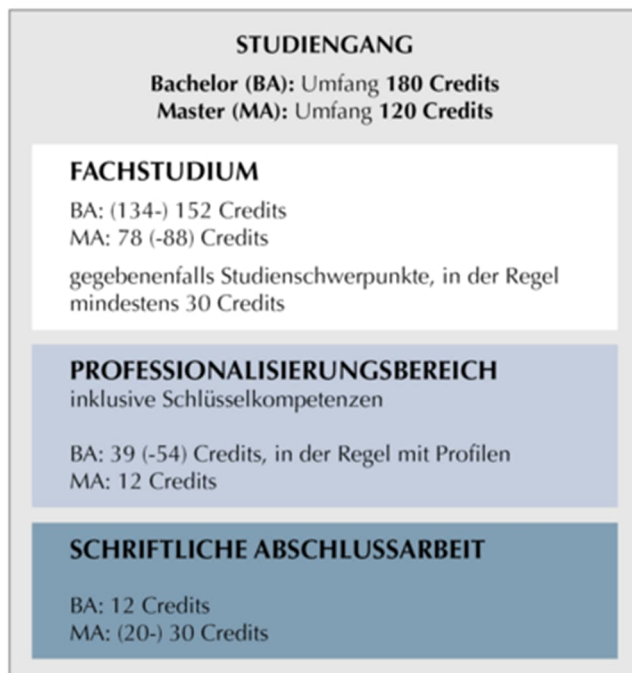 STUDIENGANG
Bachelor (BA): Umfang 180 Credits
Master (MA): Umfang 120 Credits
FACHSTUDIUM
BA: (134-) 152 Credits
MA: 78 (-88) Credits
gegebenenfalls Studienschwerpunkte, in der Regel
mindestens 30 Credits
PROFESSIONALISIERUNGSBEREICH
inklusive Schlüsselkompetenzen
BA: 39 (-54) Credits, in der Regel mit Profilen
MA: 12 Credits
SCHRIFTLICHE ABSCHLUSSARBEIT
BA: 12 Credits
MA: (20-) 30 Credits